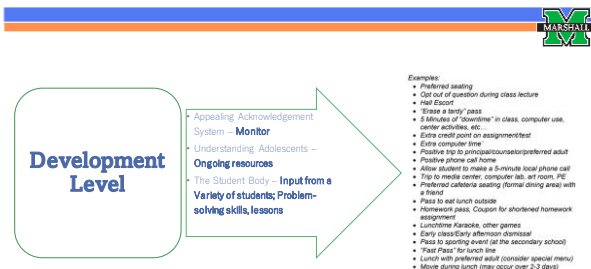 MARSHALL
Development
Level
• Appealing Acknowledgement
System – Monitor
• Understanding Adolescents –
Ongoing resources
• The Student Body – Input from a
Variety of students; Problem-
solving skills, lessons
Examples:
• Preferred seating
• Opt out of question during class lecture
• Hall Escort
• "Erase a tardy" pass
• 5 Minutes of "downtime" in class, computer use,
center activities, etc…
• Extra credit point on assignment/test
• Extra computer time
• Positive trip to principal/counselor/preferred adult
• Positive phone call home
• Allow student to make a 5-minute local phone call
• Trip to media center, computer lab, art room, PE
• Preferred cafeteria seating (formal dining area) with
a friend
• Pass to eat lunch outside
• Homework pass, Coupon for shortened homework
assignment
• Lunchtime Karaoke, other games
• Early class/Early afternoon dismissal
• Pass to sporting event (at the secondary school)
• "Fast Pass" for lunch line
• Lunch with preferred adult (consider special menu)
• Movie during lunch (may occur over 2-3 days)